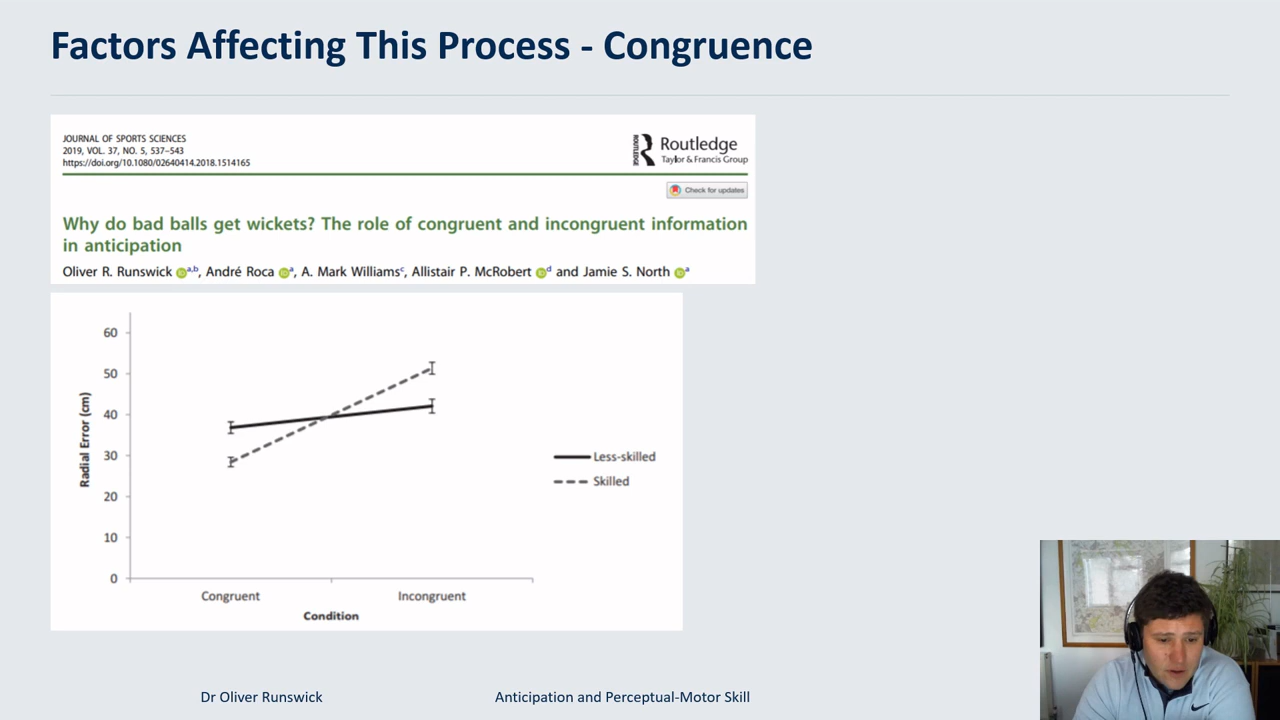 Factors Affecting This Process - Congruence
JOURNAL OF SPORTS SCIENCES
2019, VOL. 37, NO. 5, 537–543
https://doi.org/10.1080/02640414.2018.1514165
ROUTLEDGE
Routledge
Taylor & Francis Group
Check for updates
Why do bad balls get wickets? The role of congruent and incongruent information
in anticipation
Oliver R. Runswick a,b, André Roca a, A. Mark Williams c, Allistair P. McRobert d and Jamie S. North a
60
50
40
30
20
10
0
Radial Error (cm)
Less-skilled
Skilled
Congruent Incongruent
Condition
Dr Oliver Runswick Anticipation and Perceptual-Motor Skill